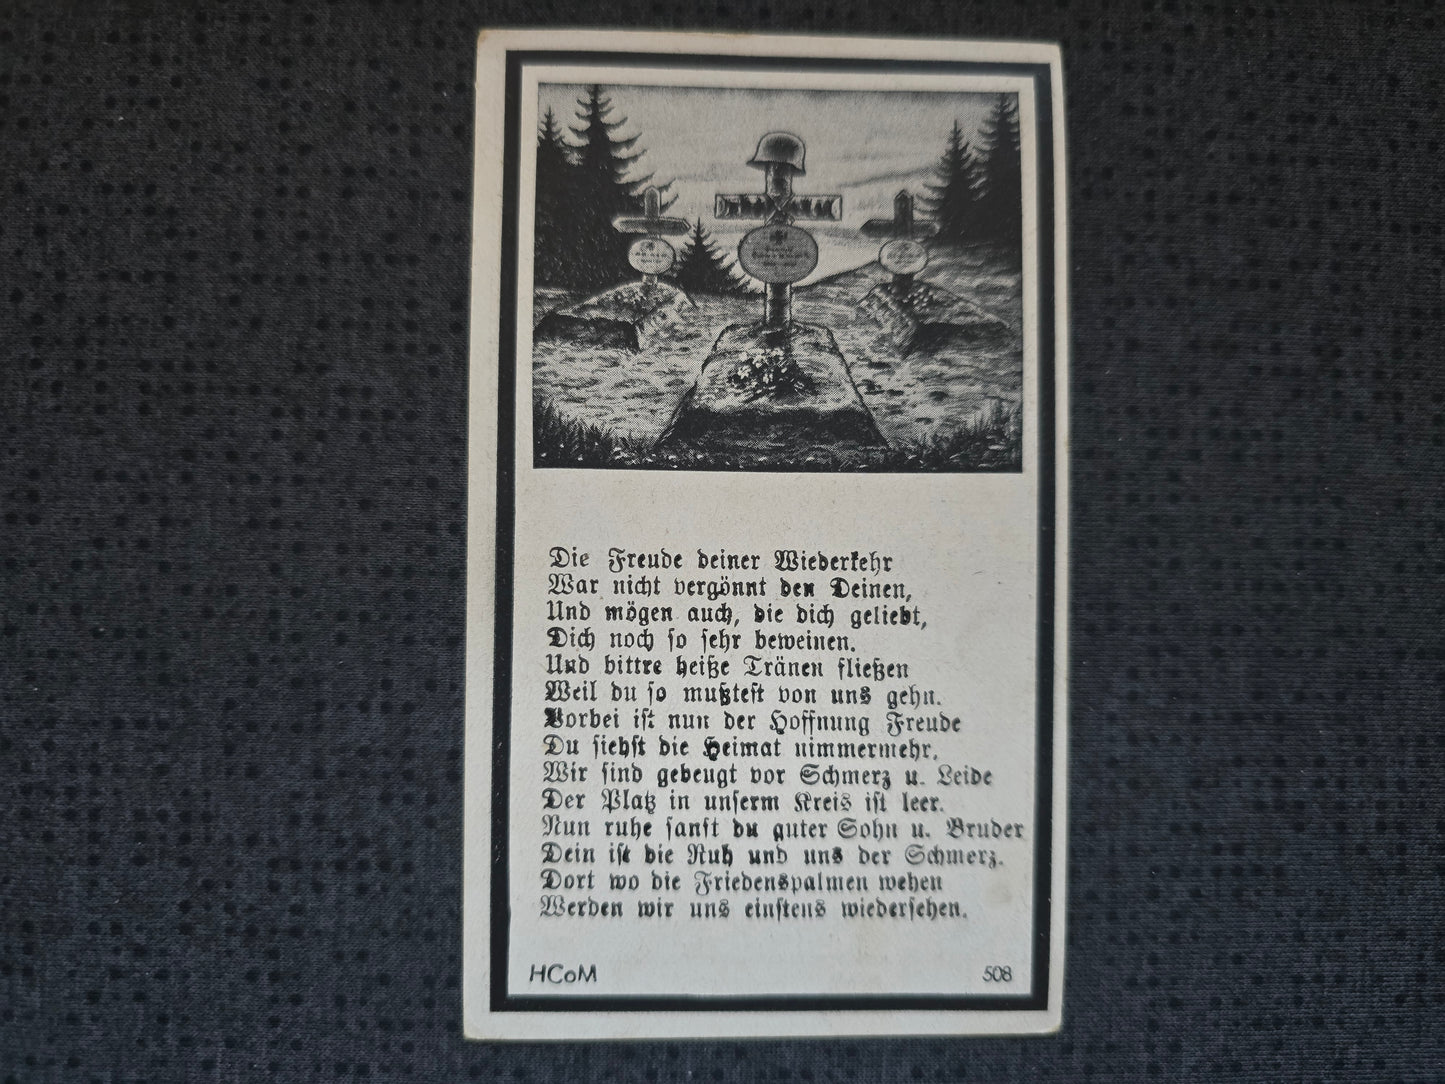 Die Freude deiner Wiederkehr
War nicht vergönnt den Deinen,
Und mögen auch, die dich geliebt,
Dich noch so sehr beweinen.
Und bittre heiße Tränen fließen
Weil du so mußtest von uns gehn.
Vorbei ist nun der Hoffnung Freude
Du siehst die Heimat nimmermehr,
Wir sind gebeugt vor Schmerz u. Leide
Der Platz in unserm Kreis ist leer.
Nun ruhe sanft du guter Sohn u. Bruder
Dein ist die Ruh und uns der Schmerz.
Dort wo die Friedenspalmen wehen
Werden wir uns einstens wiedersehen.
HCoM 508